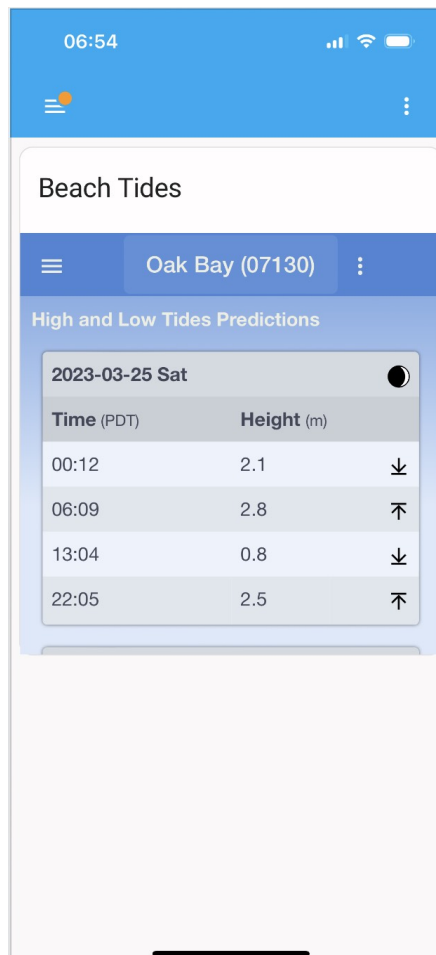 06:54
Beach Tides
Oak Bay (07130)
High and Low Tides Predictions
2023-03-25 Sat
Time (PDT) Height (m)
00:12 2.1
06:09 2.8
13:04 0.8
22:05 2.5